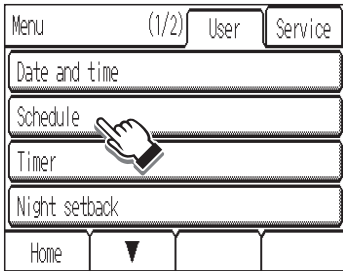 Menu (1/2) User Service
Date and time
Schedule
Timer
Night setback
Home ▼